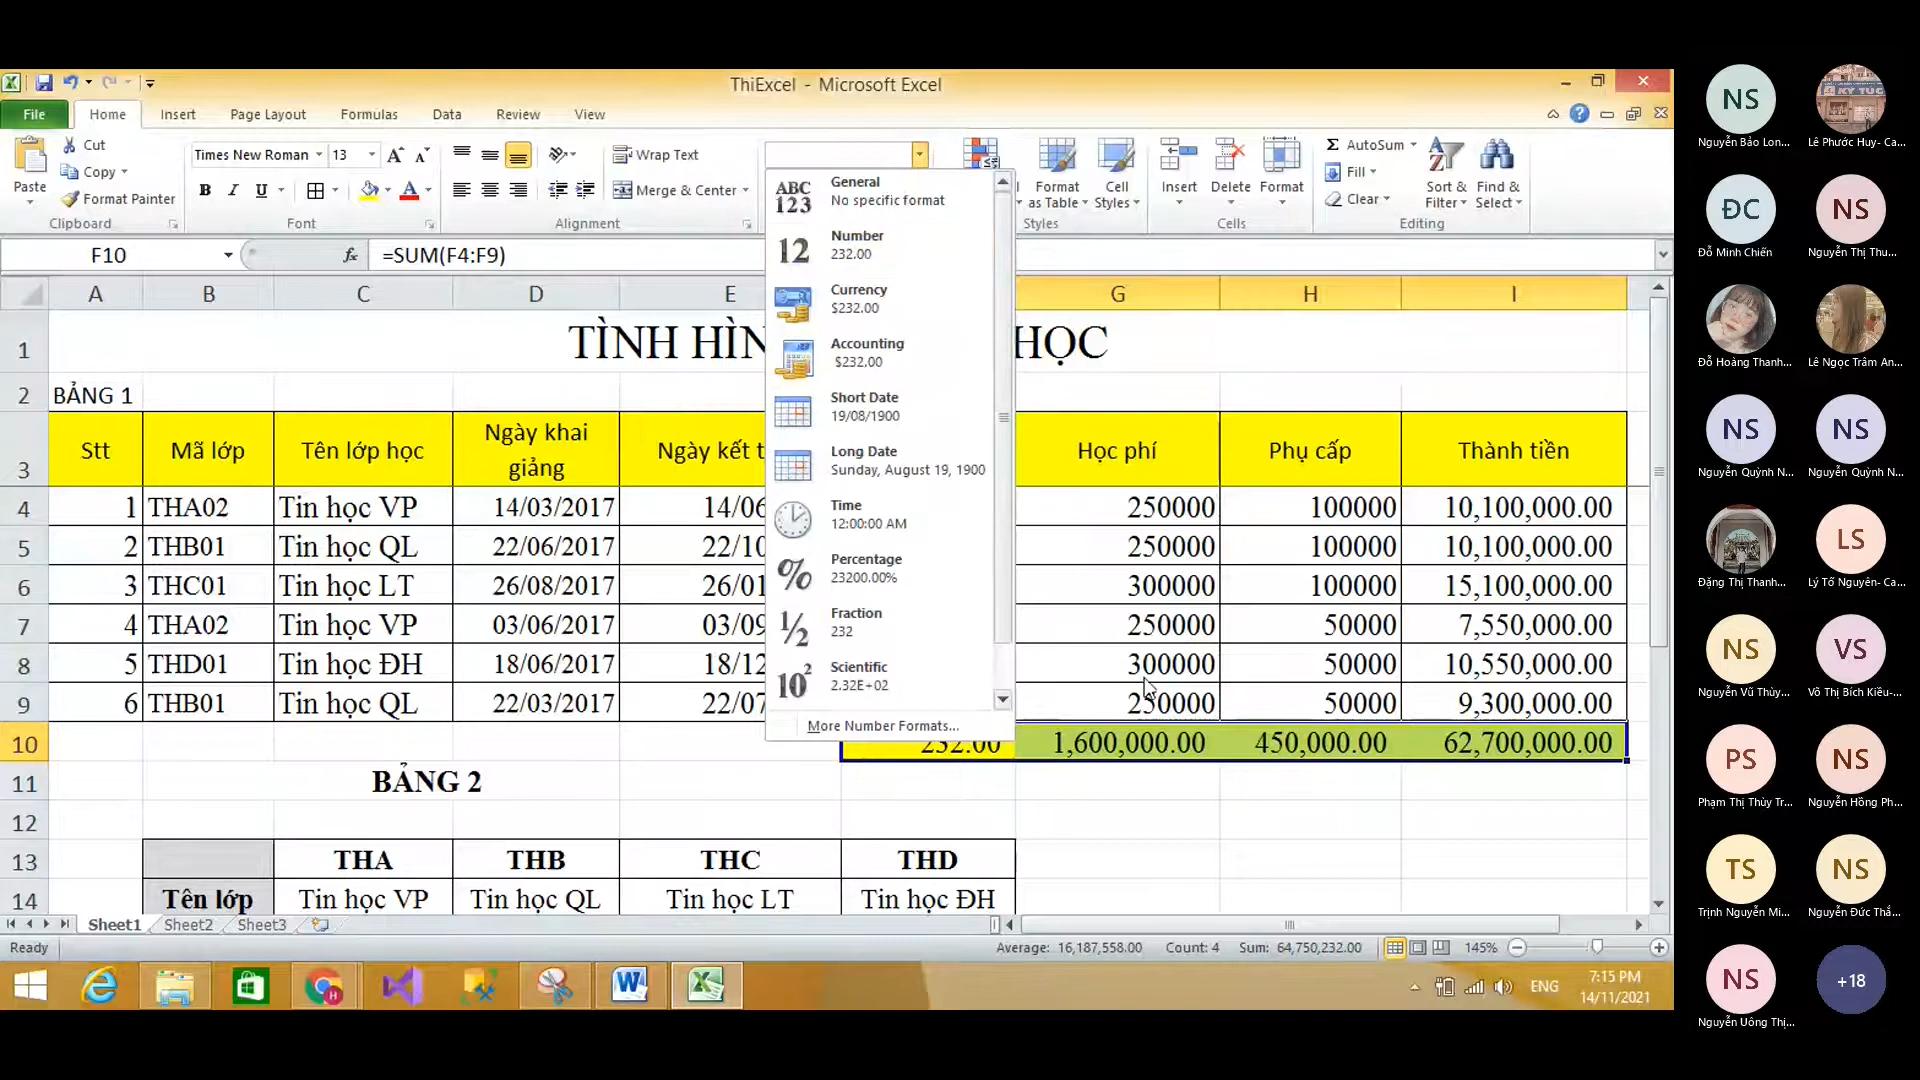 ThiExcel - Microsoft Excel
File Home Insert Page Layout Formulas Data Review View
Paste
Cut
Copy
Format Painter
Clipboard
Times New Roman 13
B I U
Font
Wrap Text
Merge & Center
Alignment
Format as Table
Cell Styles
Styles
Insert Delete Format
Cells
AutoSum
Fill
Clear
Sort & Filter
Find & Select
Editing
F10 fx =SUM(F4:F9)
ABC 123
General
No specific format
12
Number
232.00
Currency
$232.00
Accounting
$232.00
Short Date
19/08/1900
Long Date
Sunday, August 19, 1900
Time
12:00:00 AM
%
Percentage
23200.00%
½
Fraction
232
10²
Scientific
2.32E+02
More Number Formats...
A B C D E G H I
1 TÌNH HÌN HỌC
2 BẢNG 1
3 Stt Mã lớp Tên lớp học Ngày khai giảng Ngày kết t Học phí Phụ cấp Thành tiền
4 1 THA02 Tin học VP 14/03/2017 14/06 250000 100000 10,100,000.00
5 2 THB01 Tin học QL 22/06/2017 22/10 250000 100000 10,100,000.00
6 3 THC01 Tin học LT 26/08/2017 26/01 300000 100000 15,100,000.00
7 4 THA02 Tin học VP 03/06/2017 03/09 250000 50000 7,550,000.00
8 5 THD01 Tin học ĐH 18/06/2017 18/12 300000 50000 10,550,000.00
9 6 THB01 Tin học QL 22/03/2017 22/07 250000 50000 9,300,000.00
10 232.00 1,600,000.00 450,000.00 62,700,000.00
11 BẢNG 2
12
13 THA THB THC THD
14 Tên lớp Tin học VP Tin học QL Tin học LT Tin học ĐH
Sheet1 Sheet2 Sheet3
Ready Average: 16,187,558.00 Count: 4 Sum: 64,750,232.00 145%
ENG
7:15 PM
14/11/2021
NS
Nguyễn Bảo Lon...
KÝ TÚC
Lê Phước Huy- Ca...
ĐC
Đỗ Minh Chiến
NS
Nguyễn Thị Thu...
Đỗ Hoàng Thanh...
Lê Ngọc Trâm An...
NS
Nguyễn Quỳnh N...
NS
Nguyễn Quỳnh N...
Đặng Thị Thanh...
LS
Lý Tố Nguyên- Ca...
NS
Nguyễn Vũ Thùy...
VS
Võ Thị Bích Kiều-...
PS
Phạm Thị Thùy Tr...
NS
Nguyễn Hồng Ph...
TS
Trịnh Nguyễn Mi...
NS
Nguyễn Đức Thắ...
NS
Nguyễn Uông Thị...
+18